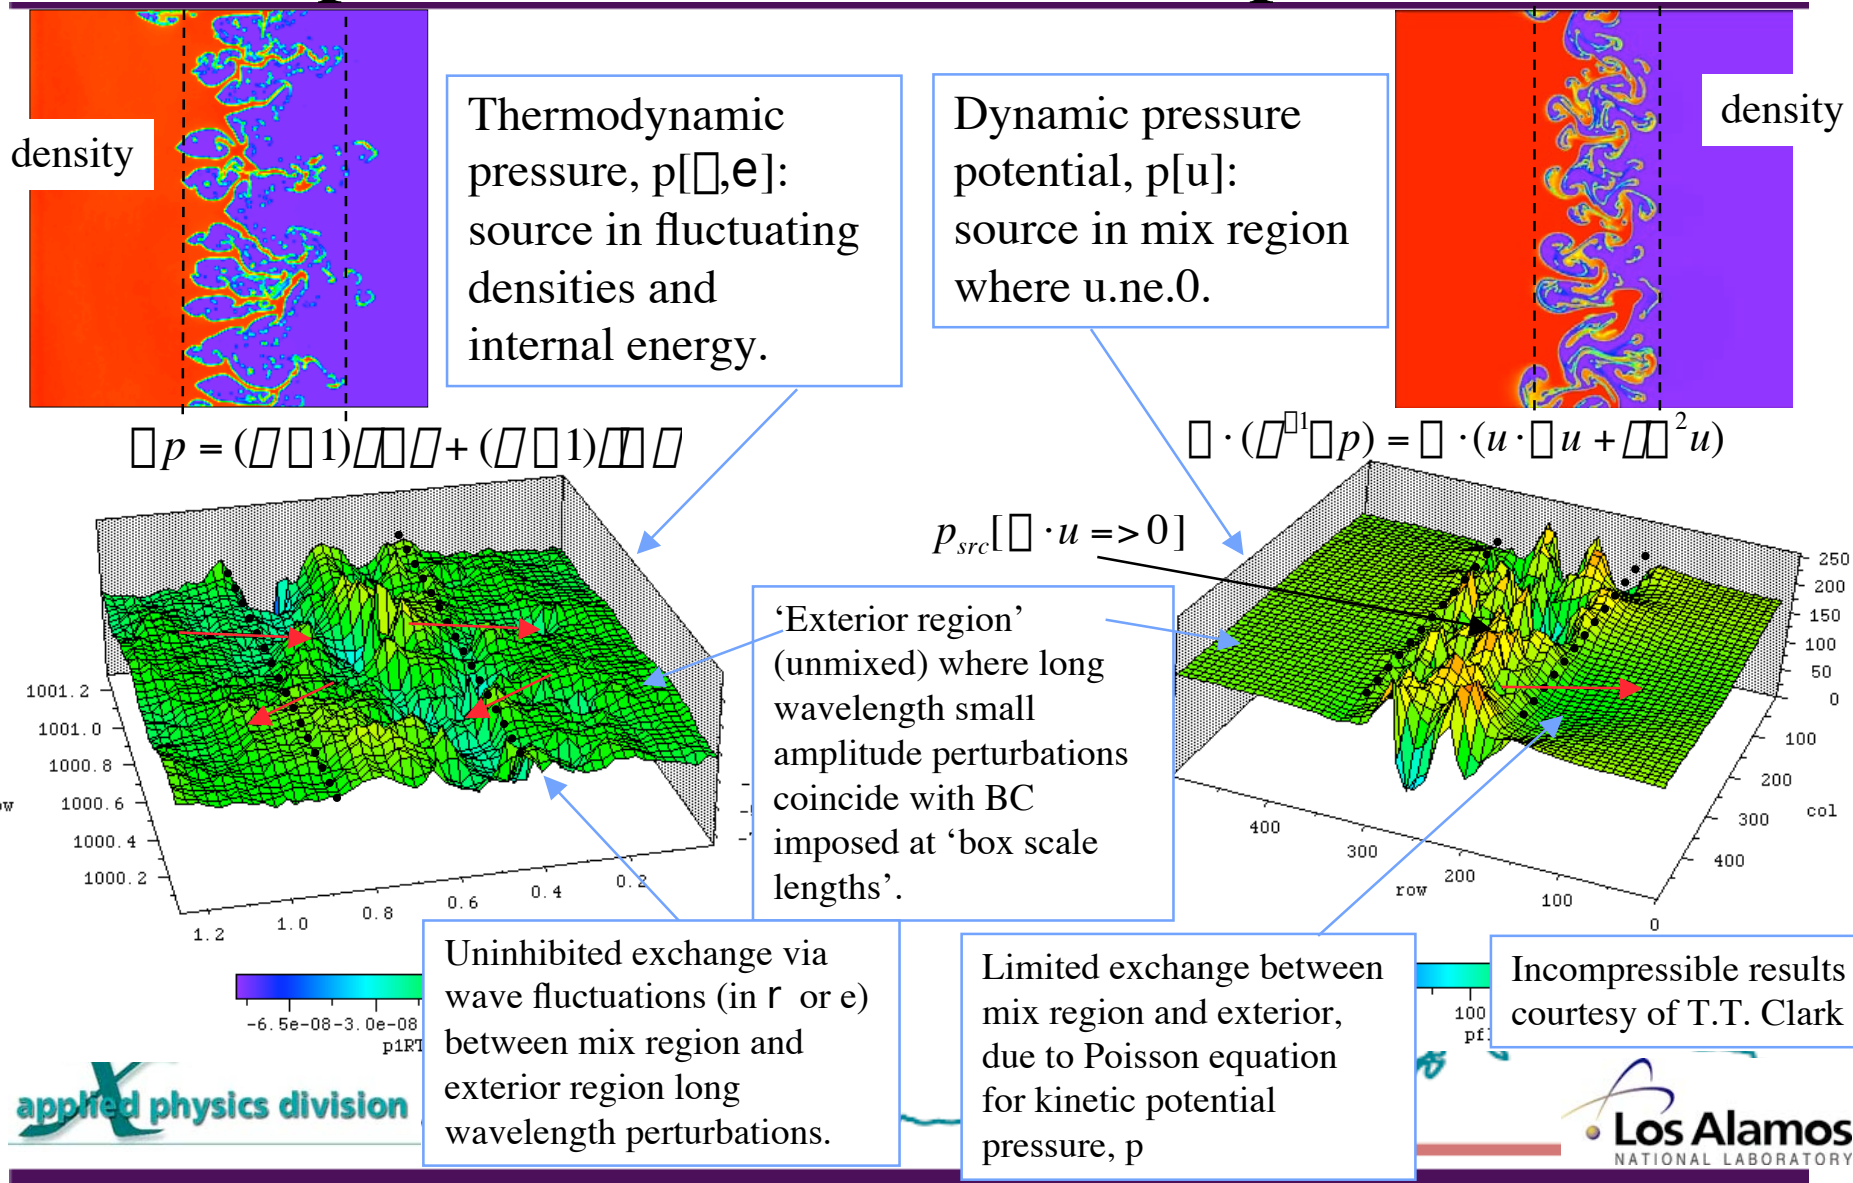 density
Thermodynamic
pressure, p[▯,e]:
source in fluctuating
densities and
internal energy.
Dynamic pressure
potential, p[u]:
source in mix region
where u.ne.0.
density
▯p = (▯▯1)▯▯▯ + (▯▯1)▯▯▯
▯·(▯^▯1 ▯p) = ▯·(u·▯u + ▯▯²u)
p_src[▯·u =>0]
‘Exterior region’
(unmixed) where long
wavelength small
amplitude perturbations
coincide with BC
imposed at ‘box scale
lengths’.
1001.2
1001.0
1000.8
1000.6
1000.4
1000.2
1.2
1.0
0.8
0.6
0.4
0.2
250
200
150
100
50
0
100
200
300
400
col
400
300
200
100
0
row
-6.5e-08
-3.0e-08
Uninhibited exchange via
wave fluctuations (in r or e)
between mix region and
exterior region long
wavelength perturbations.
Limited exchange between
mix region and exterior,
due to Poisson equation
for kinetic potential
pressure, p
100
Incompressible results
courtesy of T.T. Clark
applied physics division
Los Alamos
NATIONAL LABORATORY